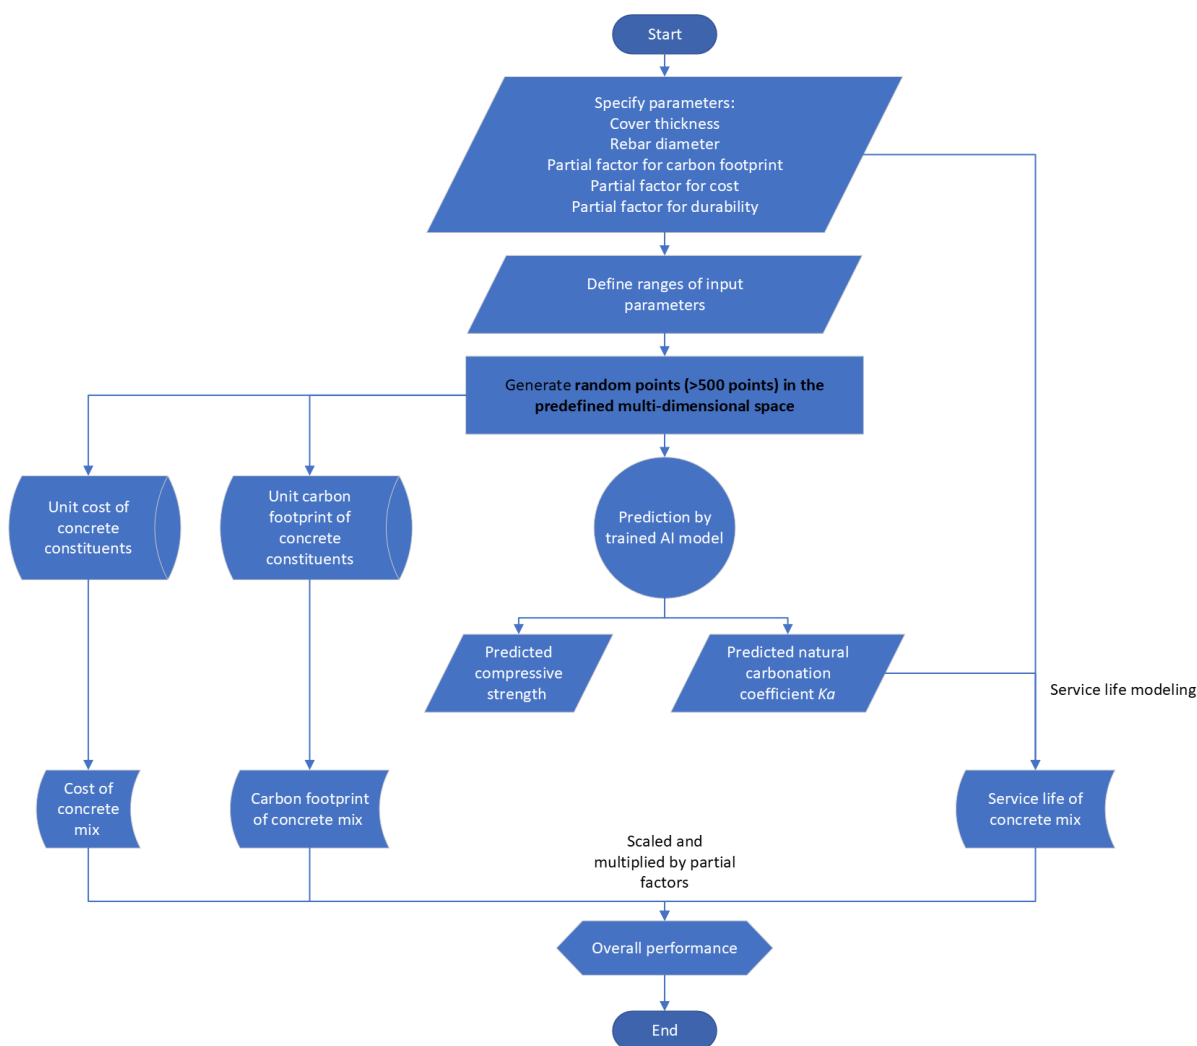 Start
Specify parameters:
Cover thickness
Rebar diameter
Partial factor for carbon footprint
Partial factor for cost
Partial factor for durability
Define ranges of input
parameters
Generate random points (>500 points) in the
predefined multi-dimensional space
Unit cost of
concrete
constituents
Unit carbon
footprint of
concrete
constituents
Prediction by
trained AI model
Predicted
compressive
strength
Predicted natural
carbonation
coefficient Ka
Service life modeling
Cost of
concrete
mix
Carbon footprint
of concrete mix
Service life of
concrete mix
Scaled and
multiplied by partial
factors
Overall performance
End